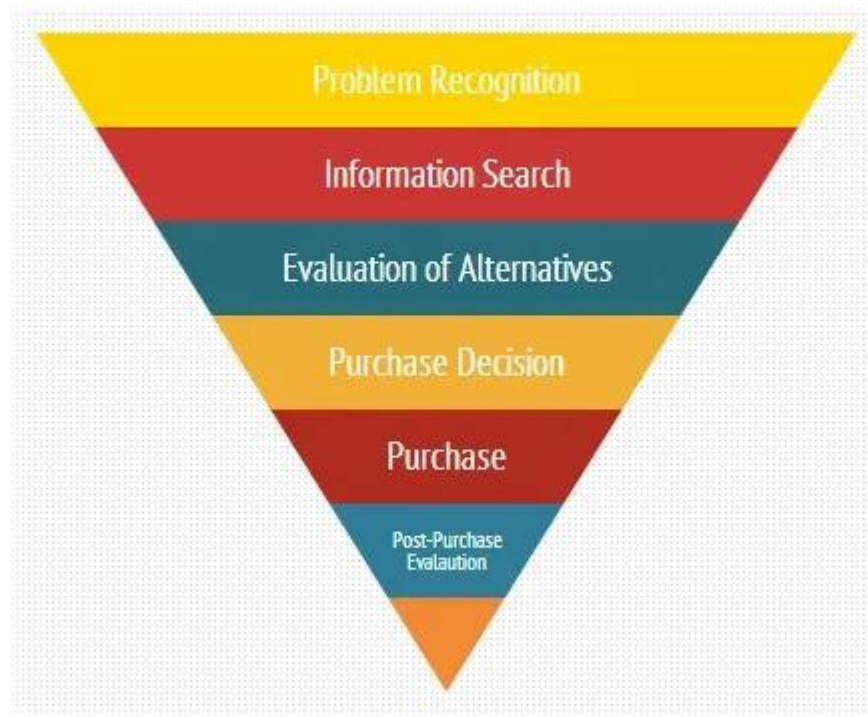 Problem Recognition
Information Search
Evaluation of Alternatives
Purchase Decision
Purchase
Post-Purchase
Evalaution